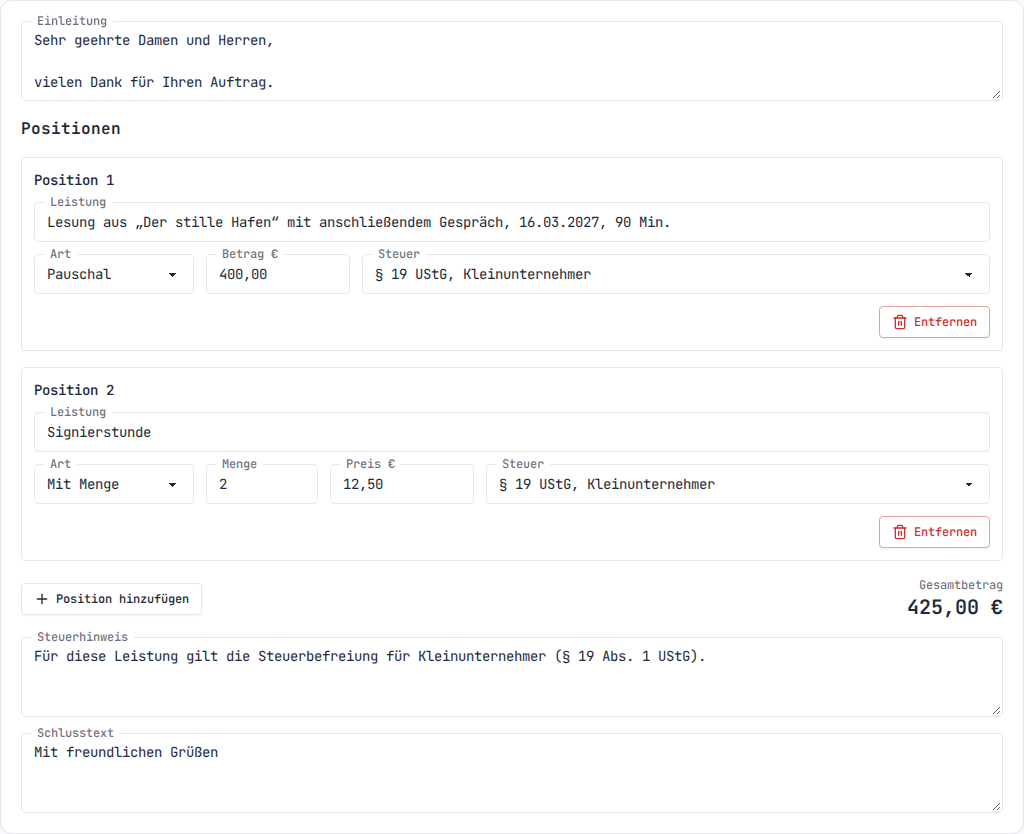 Einleitung
Sehr geehrte Damen und Herren,
vielen Dank für Ihren Auftrag.
Positionen
Position 1
Leistung
Lesung aus „Der stille Hafen“ mit anschließendem Gespräch, 16.03.2027, 90 Min.
Art Betrag € Steuer
Pauschal 400,00 § 19 UStG, Kleinunternehmer
Entfernen
Position 2
Leistung
Signierstunde
Art Menge Preis € Steuer
Mit Menge 2 12,50 § 19 UStG, Kleinunternehmer
Entfernen
Position hinzufügen
Gesamtbetrag
425,00 €
Steuerhinweis
Für diese Leistung gilt die Steuerbefreiung für Kleinunternehmer (§ 19 Abs. 1 UStG).
Schlusstext
Mit freundlichen Grüßen